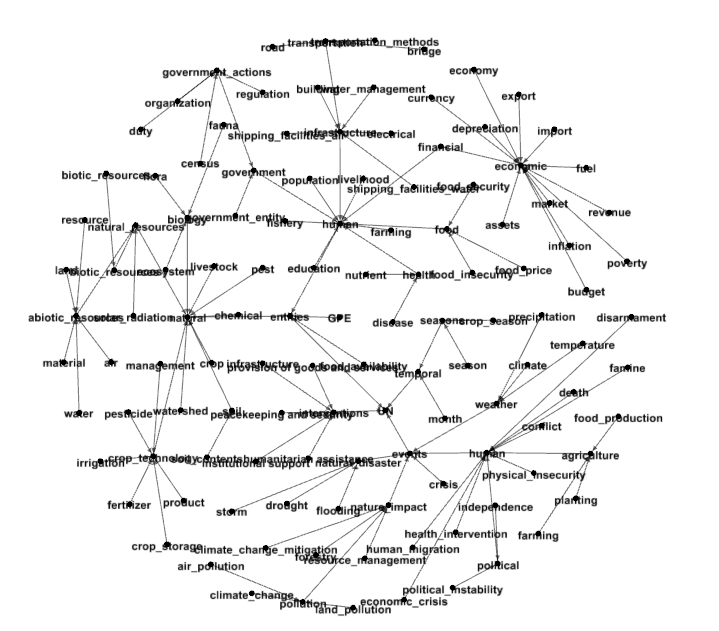 road
transportation_methods
bridge
government_actions
economy
building
water_management
regulation
organization
currency
export
duty
fauna
shipping_facilities_air
infrastructure
electrical
depreciation
import
financial
census
economic
fuel
biotic_resources
flora
government
population
livelihood
shipping_facilities_water
food_security
market
revenue
resource
natural_resources
biology
government_entity
fishery
human
farming
food
assets
inflation
poverty
land
biotic_resources
ecosystem
livestock
pest
education
nutrient
health
food_insecurity
food_price
budget
abiotic_resources
solar_radiation
natural
chemical
entities
GPE
disease
seasons
crop_season
precipitation
disarmament
temperature
material
air
management
crop
infrastructure
provision of goods and services
food_availability
temporal
season
climate
famine
death
weather
water
pesticide
watershed
soil
peacekeeping and security
interventions
UN
month
conflict
food_production
irrigation
crop_technology
soil_contents
institutional support
humanitarian assistance
natural_disaster
events
human
agriculture
crisis
physical_insecurity
fertilizer
product
storm
drought
flooding
nature_impact
independence
planting
health_intervention
farming
crop_storage
climate_change_mitigation
forestry
resource_management
human_migration
air_pollution
political
climate_change
pollution
land_pollution
economic_crisis
political_instability